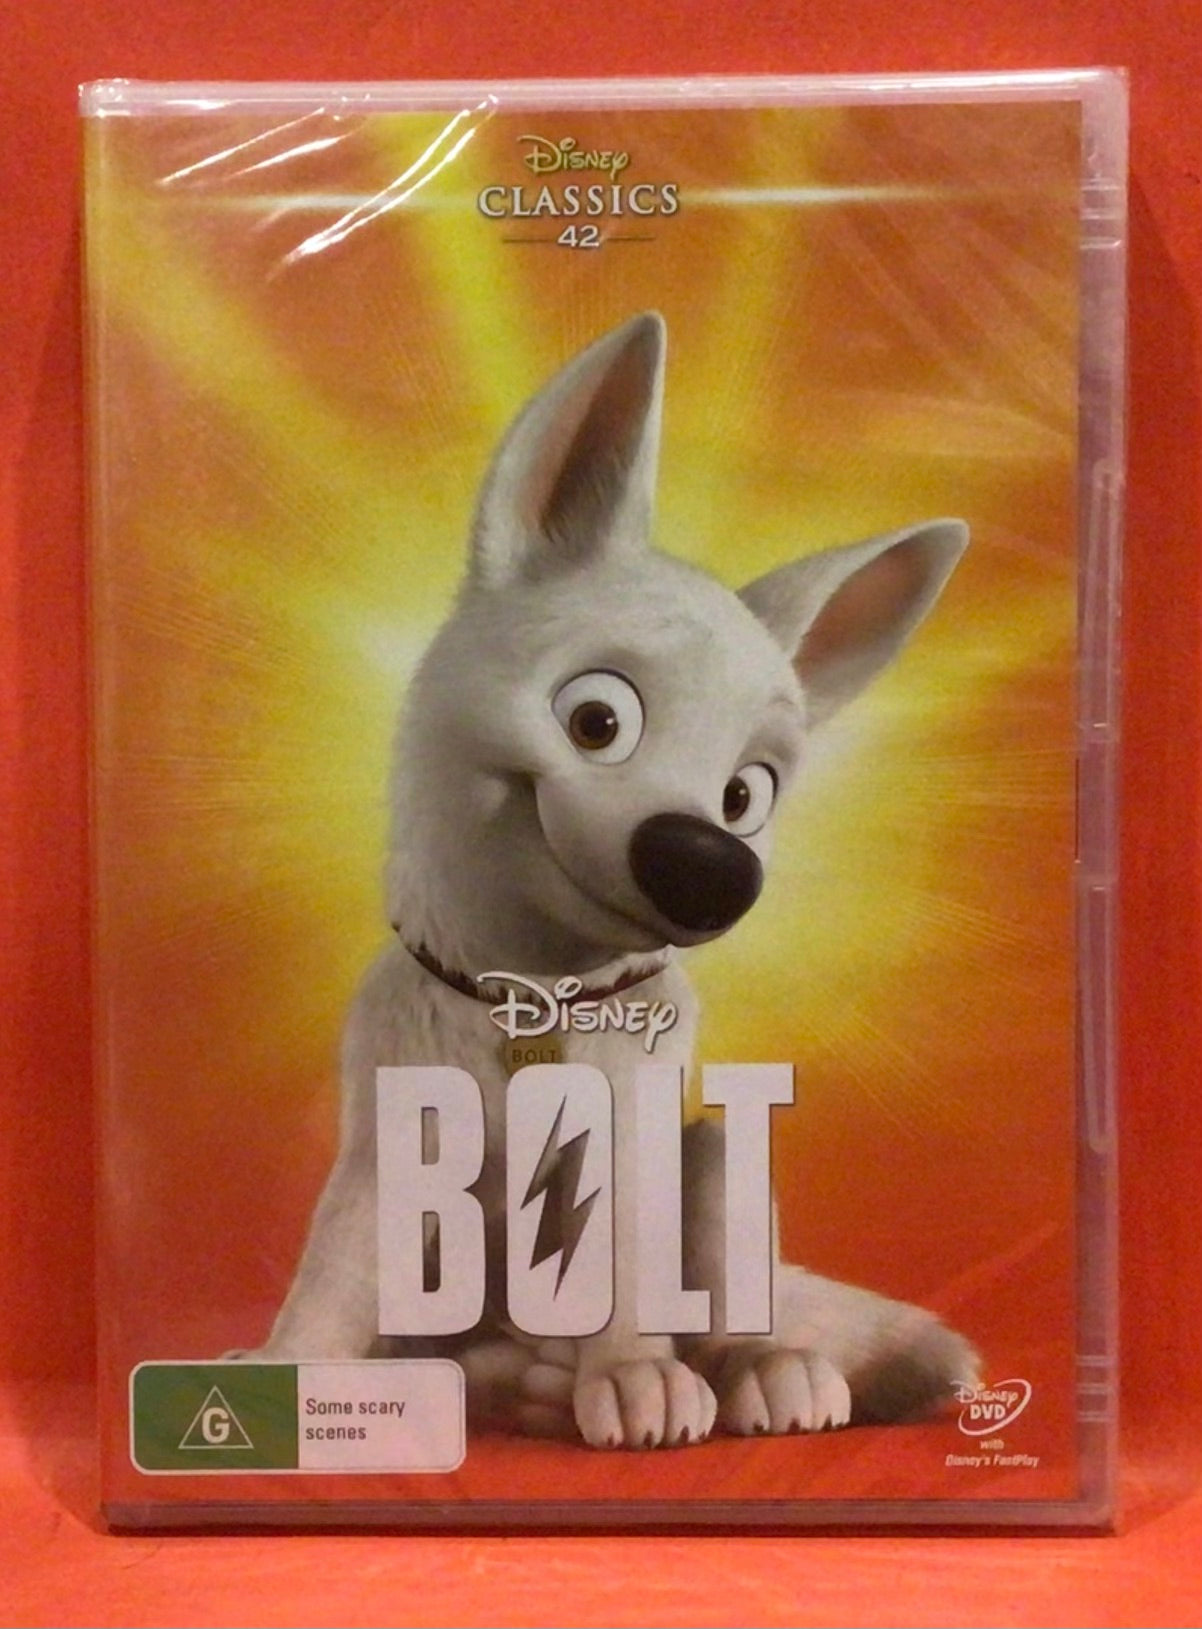 Disney
CLASSICS
42
Disney
BOLT
BOLT
G
Some scary
scenes
Disney
DVD
with
Disney's FastPlay